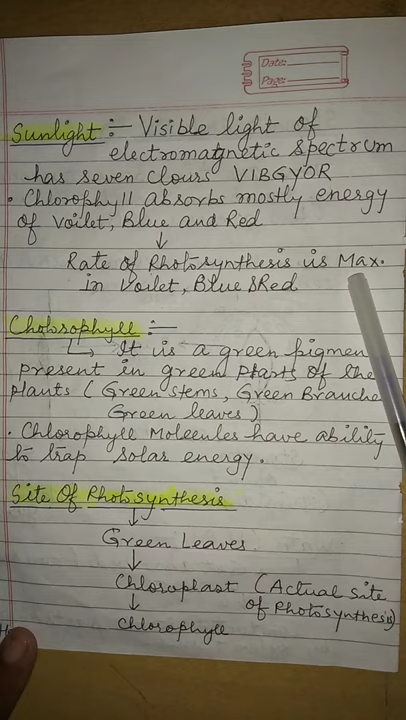 Date:
Page:
Sunlight :- Visible light of
electromagnetic spectrum
has seven clours VIBGYOR
• Chlorophyll absorbs mostly energy
of Voilet, Blue and Red
↓
Rate of Photosynthesis is Max.
in Voilet, Blue & Red
Cholorophyll :-
↳ It is a green pigmen
present in green parts of the
plants ( Green stems, Green Branche
Green leaves )
• Chlorophyll Molecules have ability
to trap solar energy.
Site Of Photosynthesis
↓
Green Leaves
↓
Chloroplast ( Actual Site
of Photosynthesis)
↓
Chlorophyll